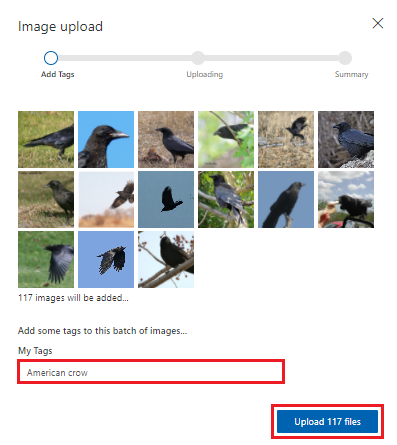 Image upload
Add Tags
Uploading
Summary
117 images will be added...
Add some tags to this batch of images...
My Tags
American crow
Upload 117 files